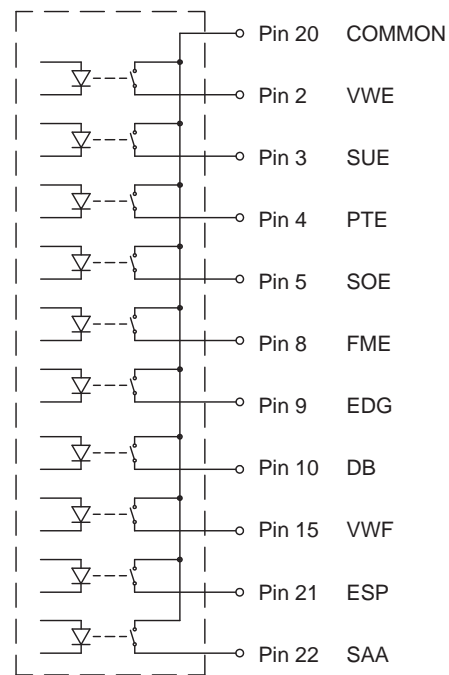 Pin 20 COMMON
Pin 2 VWE
Pin 3 SUE
Pin 4 PTE
Pin 5 SOE
Pin 8 FME
Pin 9 EDG
Pin 10 DB
Pin 15 VWF
Pin 21 ESP
Pin 22 SAA